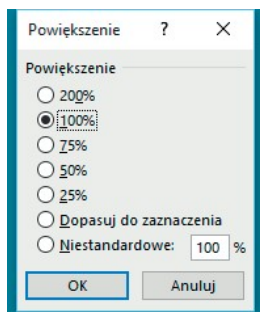 Powiększenie ? ×
Powiększenie
200%
100%
75%
50%
25%
Dopasuj do zaznaczenia
Niestandardowe: 100 %
OK Anuluj